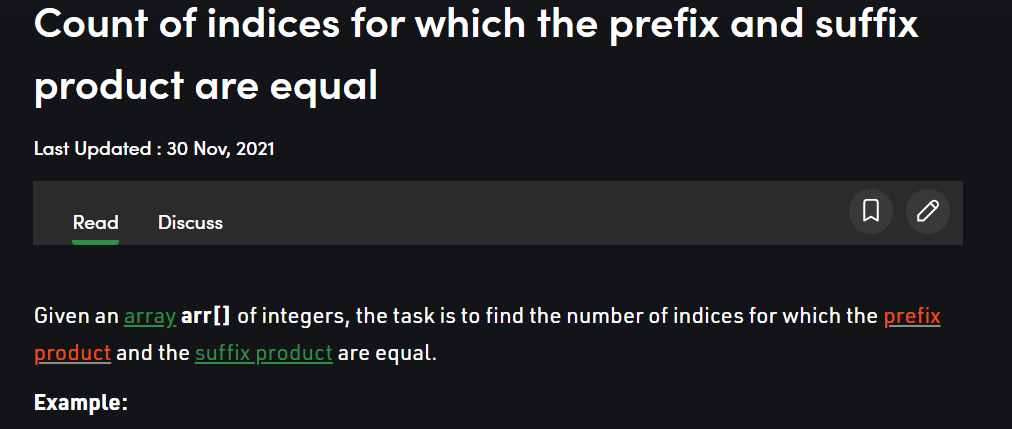 Count of indices for which the prefix and suffix
product are equal
Last Updated : 30 Nov, 2021
Read Discuss
Given an array arr[] of integers, the task is to find the number of indices for which the prefix
product and the suffix product are equal.
Example: